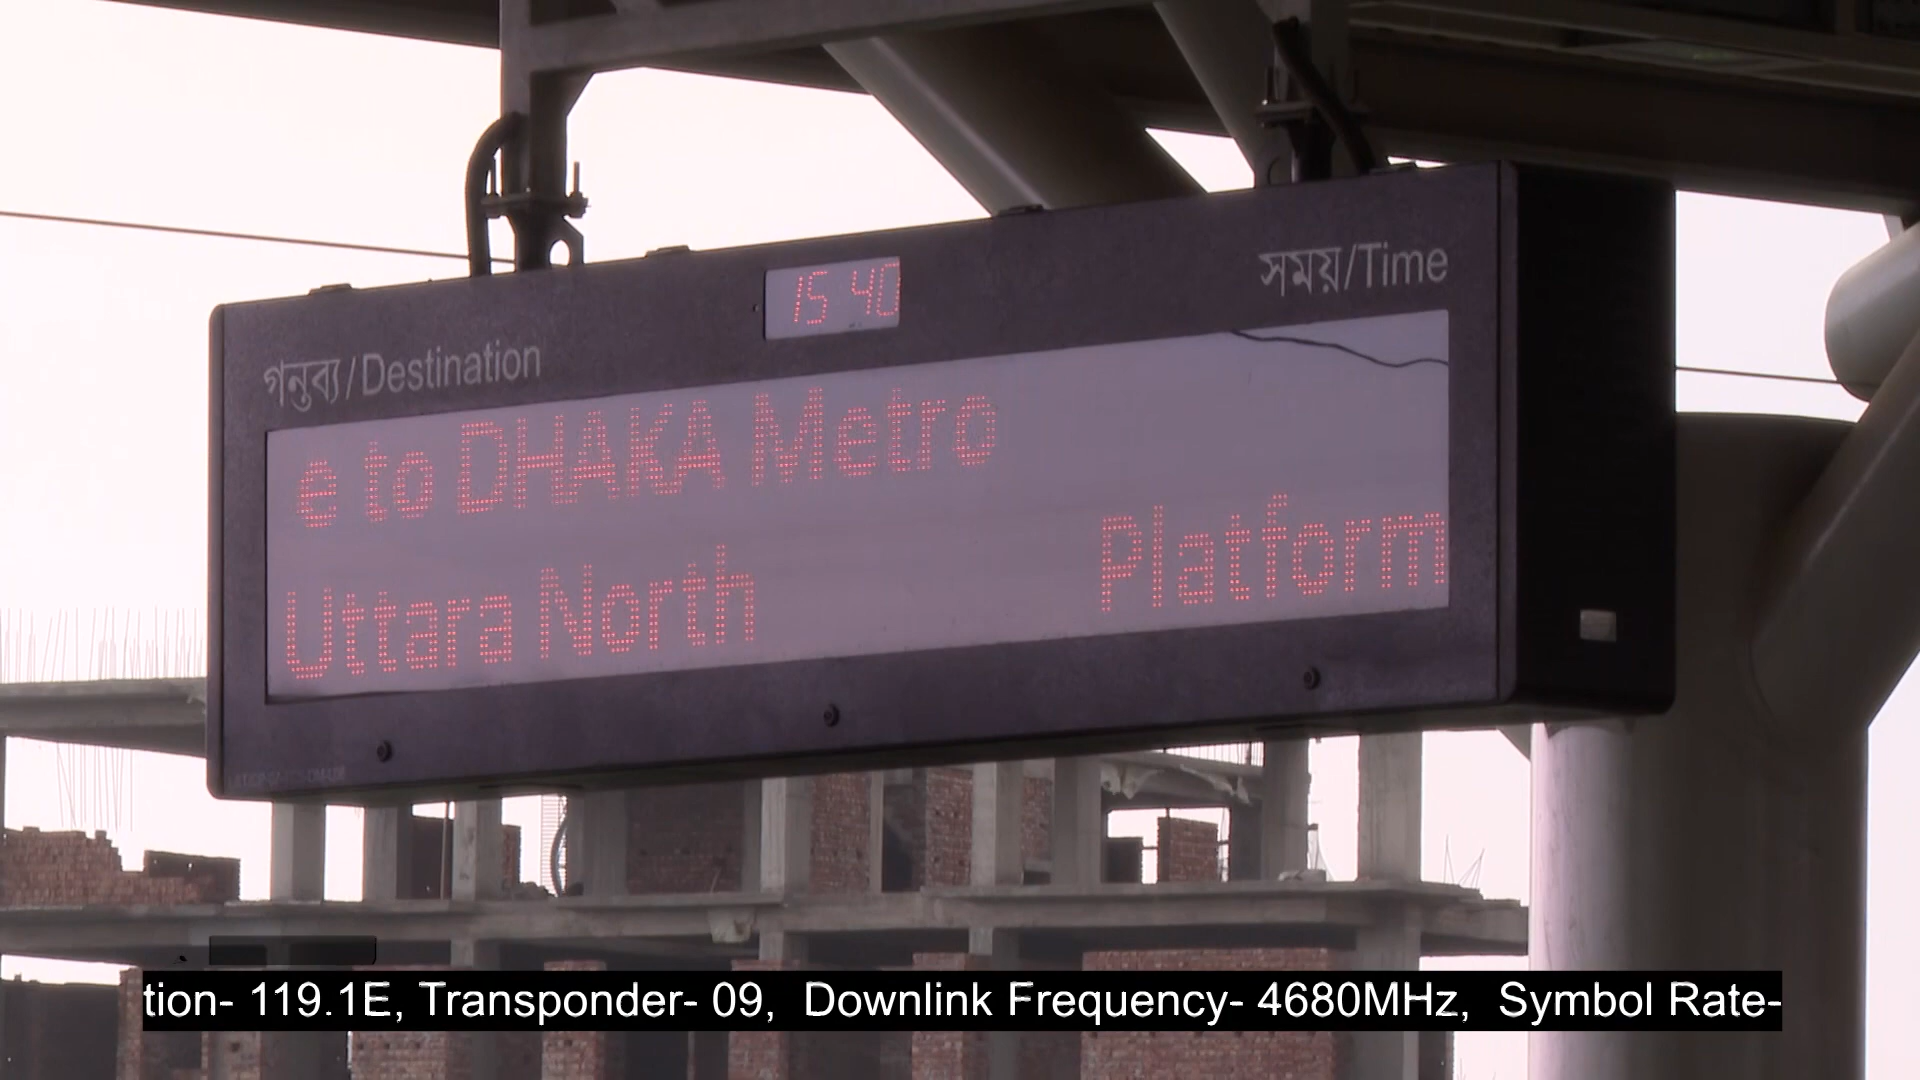 15 40
সময়/Time
গন্তব্য/Destination
e to DHAKA Metro
Uttara North Platform
tion- 119.1E, Transponder- 09, Downlink Frequency- 4680MHz, Symbol Rate-